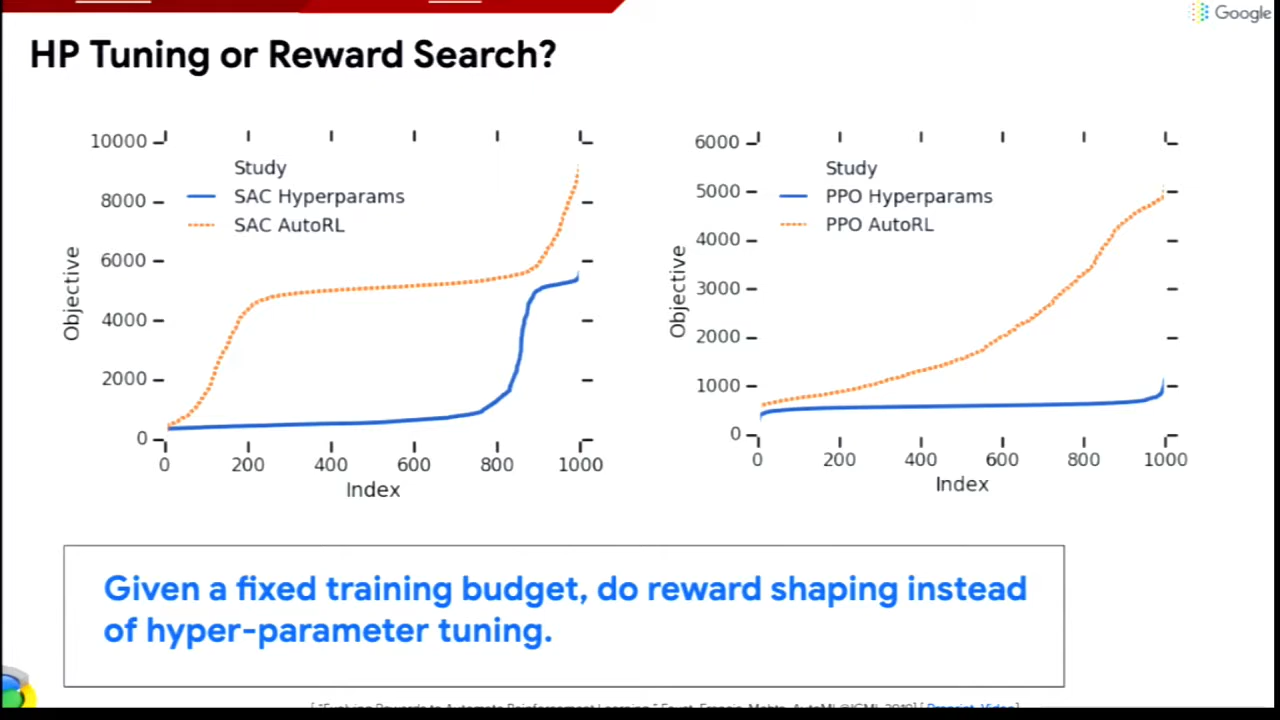 Google
HP Tuning or Reward Search?
10000
8000
6000
4000
2000
0
Objective
Study
SAC Hyperparams
SAC AutoRL
0 200 400 600 800 1000
Index
6000
5000
4000
3000
2000
1000
0
Objective
Study
PPO Hyperparams
PPO AutoRL
0 200 400 600 800 1000
Index
Given a fixed training budget, do reward shaping instead
of hyper-parameter tuning.